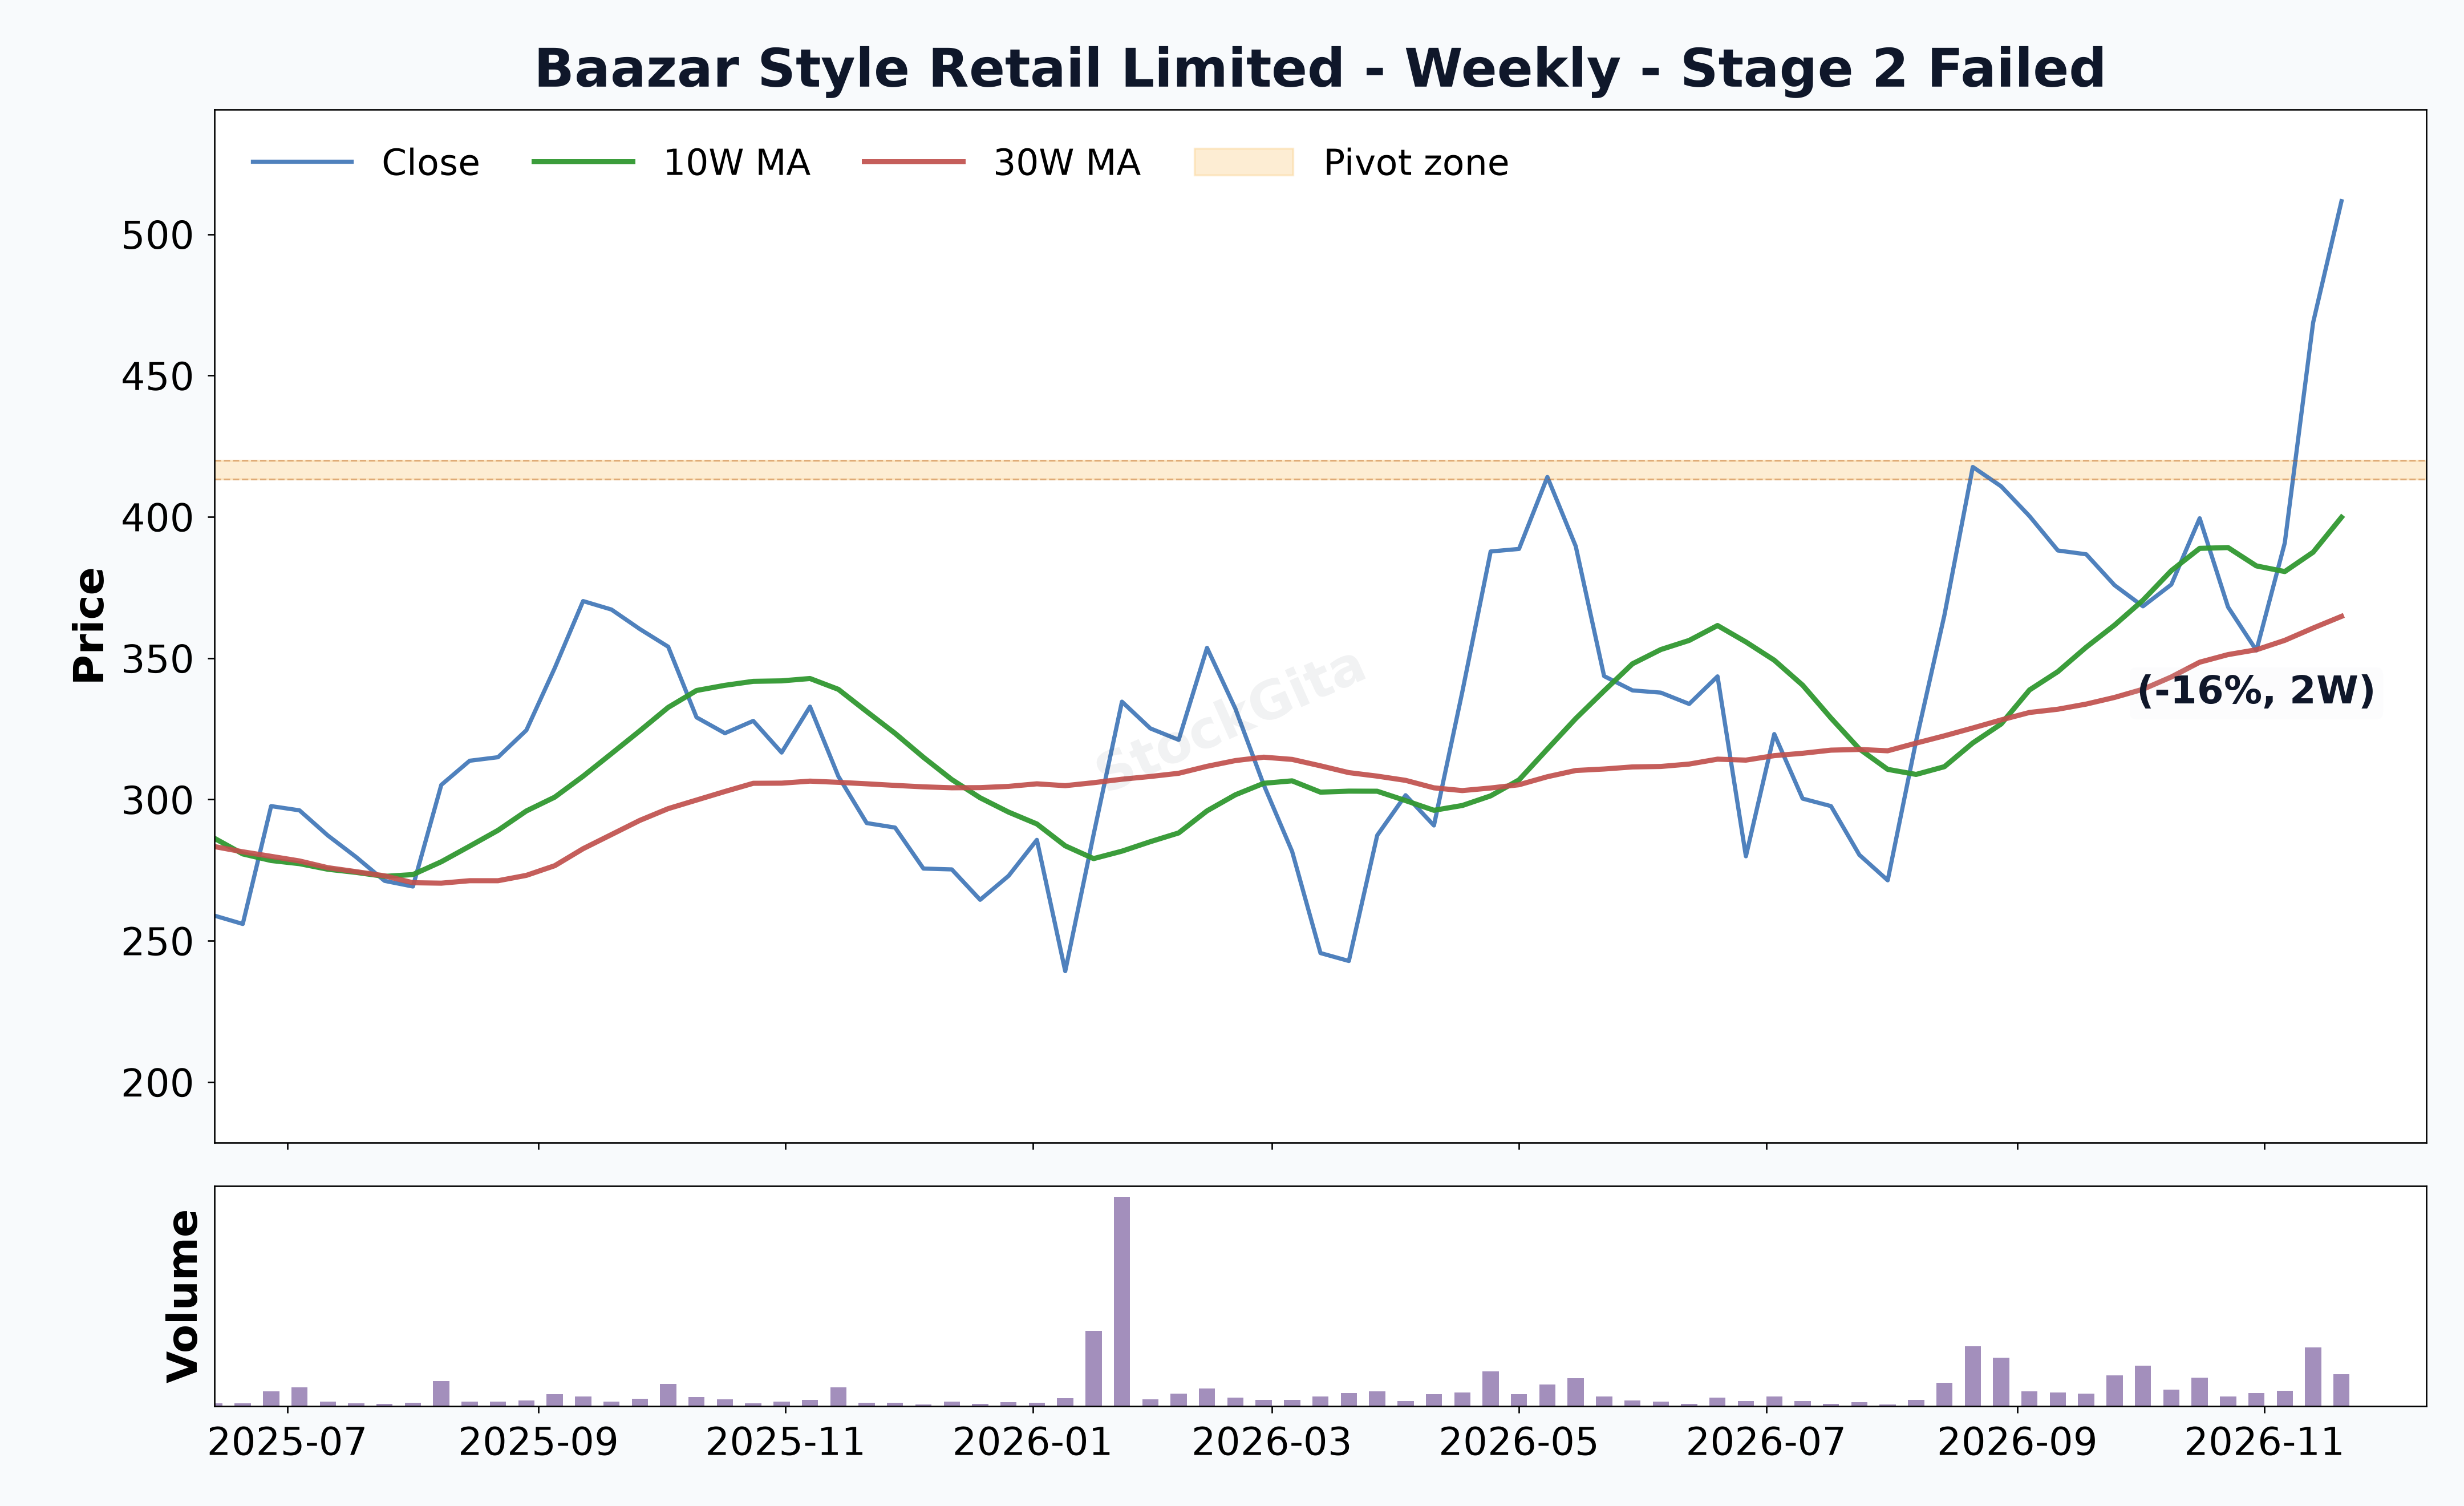 Baazar Style Retail Limited - Weekly - Stage 2 Failed
Close 10W MA 30W MA Pivot zone
500
450
400
350
300
250
200
Price
StockGita
(-16%, 2W)
Volume
2025-07 2025-09 2025-11 2026-01 2026-03 2026-05 2026-07 2026-09 2026-11